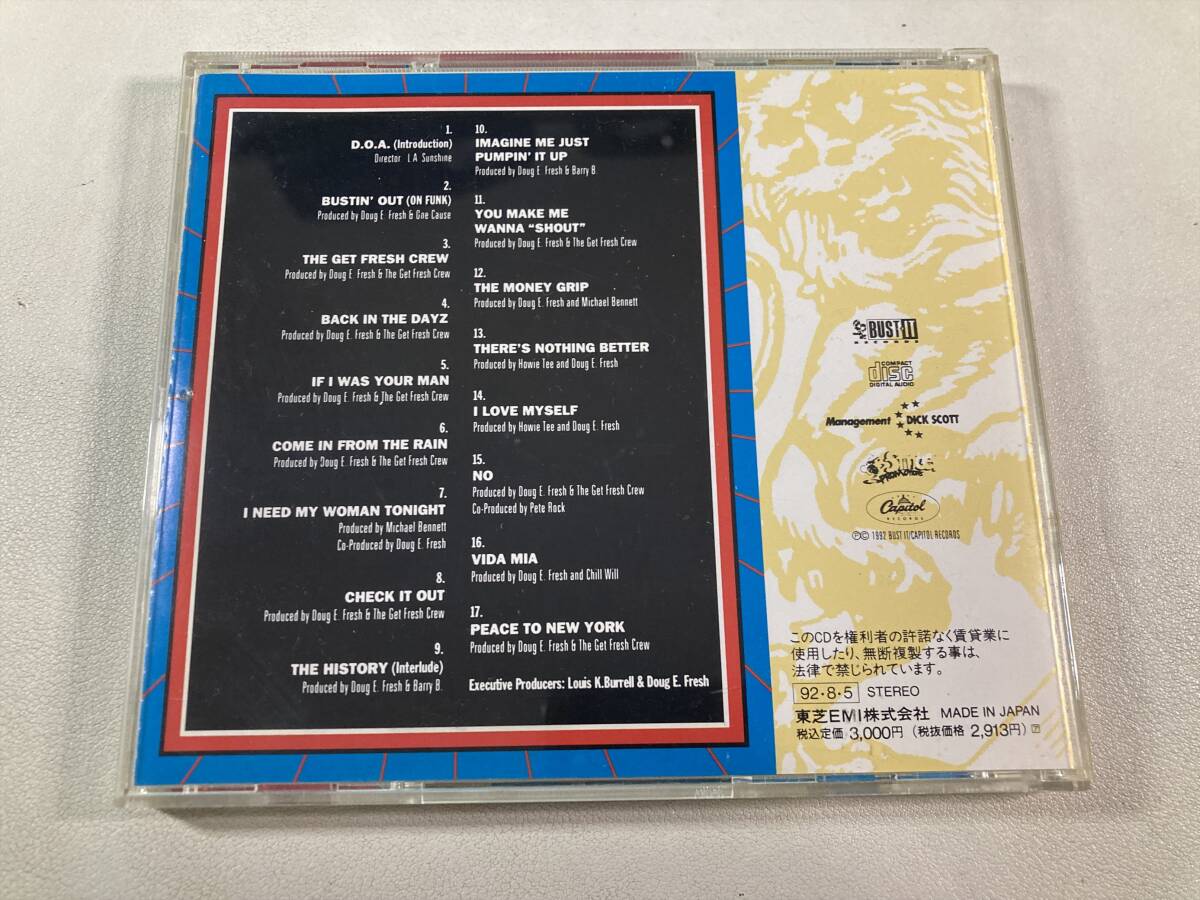 1.
D.O.A. (Introduction)
Director L.A. Sunshine
2.
BUSTIN' OUT (ON FUNK)
Produced by Doug E. Fresh & One Cause
3.
THE GET FRESH CREW
Produced by Doug E. Fresh & The Get Fresh Crew
4.
BACK IN THE DAYZ
Produced by Doug E. Fresh & The Get Fresh Crew
5.
IF I WAS YOUR MAN
Produced by Doug E. Fresh & The Get Fresh Crew
6.
COME IN FROM THE RAIN
Produced by Doug E. Fresh & The Get Fresh Crew
7.
I NEED MY WOMAN TONIGHT
Produced by Michael Bennett
Co-Produced by Doug E. Fresh
8.
CHECK IT OUT
Produced by Doug E. Fresh & The Get Fresh Crew
9.
THE HISTORY (Interlude)
Produced by Doug E. Fresh & Barry B.
10.
IMAGINE ME JUST
PUMPIN' IT UP
Produced by Doug E. Fresh & Barry B.
11.
YOU MAKE ME
WANNA "SHOUT"
Produced by Doug E. Fresh & The Get Fresh Crew
12.
THE MONEY GRIP
Produced by Doug E. Fresh and Michael Bennett
13.
THERE'S NOTHING BETTER
Produced by Howie Tee and Doug E. Fresh
14.
I LOVE MYSELF
Produced by Howie Tee and Doug E. Fresh
15.
NO
Produced by Doug E. Fresh & The Get Fresh Crew
Co-Produced by Pete Rock
16.
VIDA MIA
Produced by Doug E. Fresh and Chill Will
17.
PEACE TO NEW YORK
Produced by Doug E. Fresh & The Get Fresh Crew
Executive Producers: Louis K.Burrell & Doug E. Fresh
BUST IT
RECORDS
COMPACT
disc
DIGITAL AUDIO
Management DICK SCOTT
PROMOTIONS
Capitol
RECORDS
℗© 1992 BUST IT/CAPITOL RECORDS
このCDを権利者の許諾なく賃貸業に
使用したり、無断複製する事は、
法律で禁じられています。
92・8・5 STEREO
東芝EMI株式会社 MADE IN JAPAN
税込定価 3,000円 (税抜価格 2,913円)